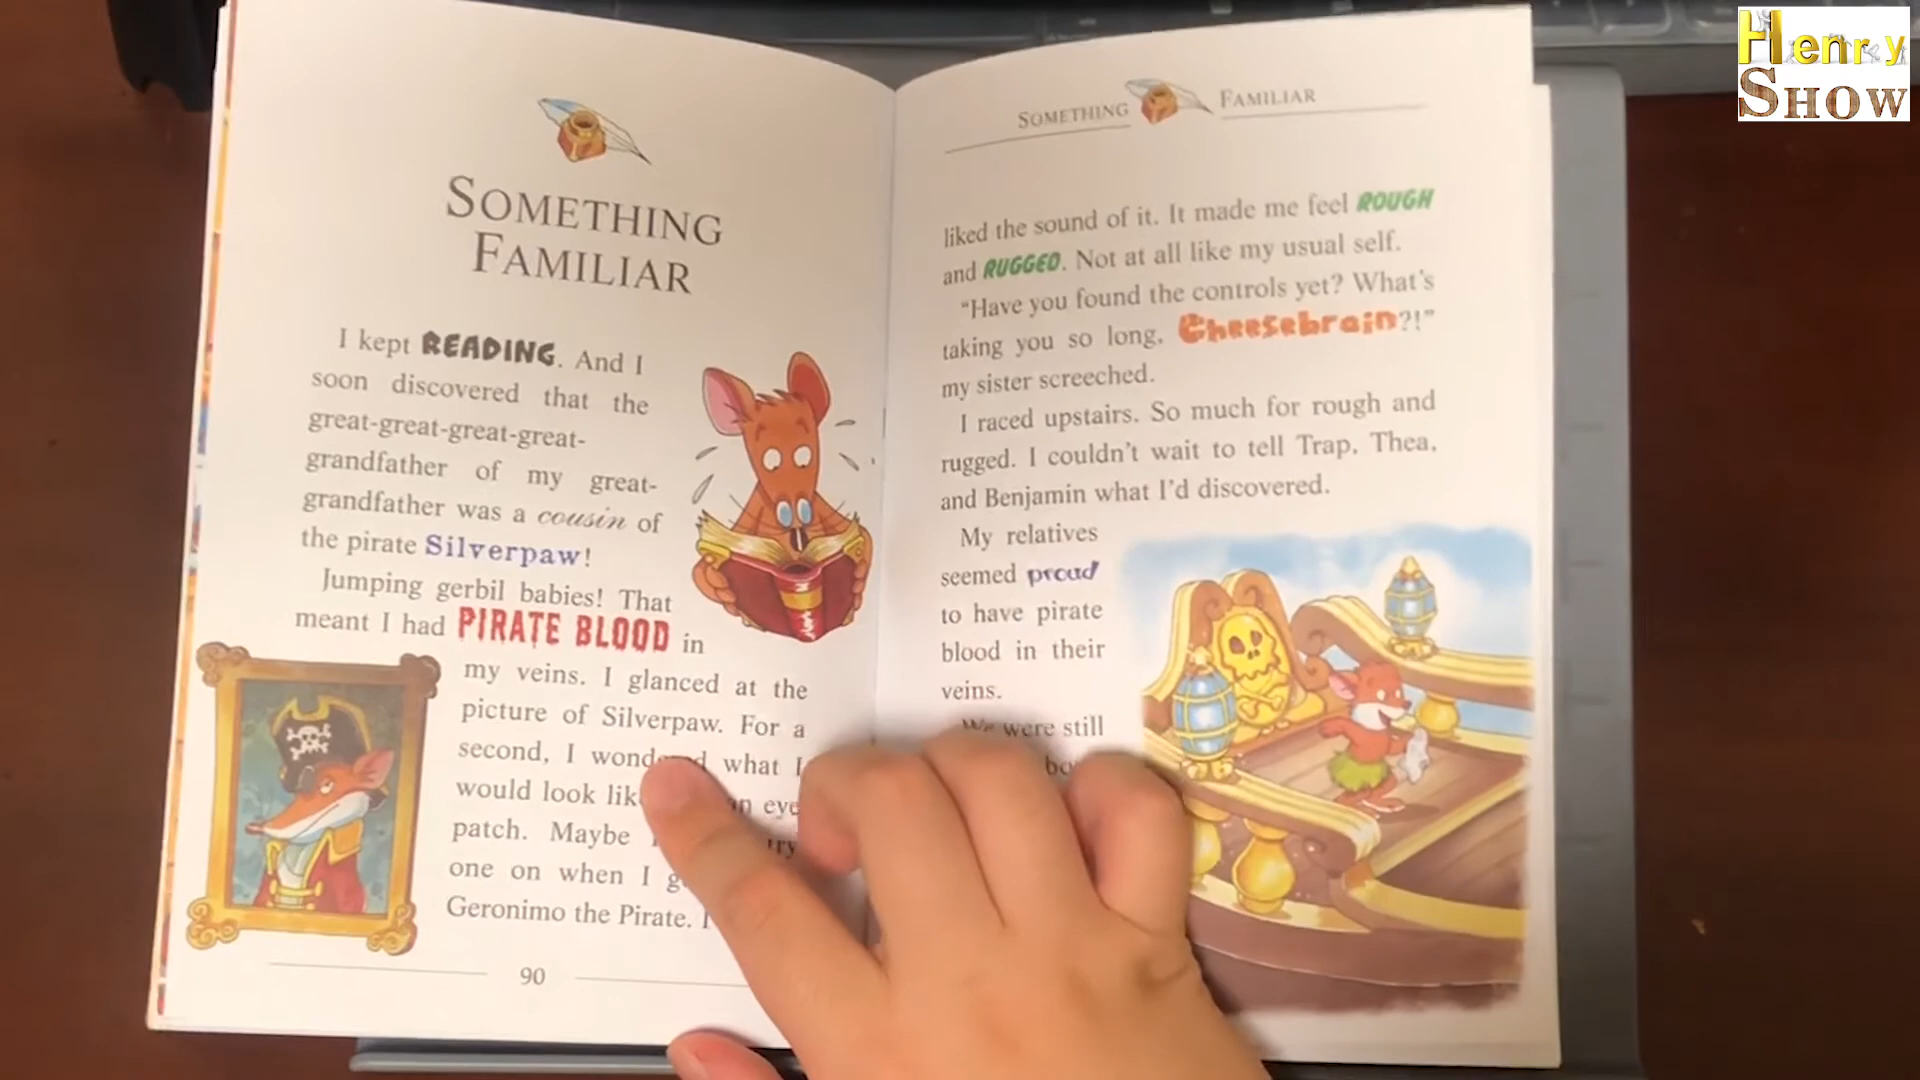 Henry
SHOW
SOMETHING
FAMILIAR
I kept READING. And I
soon discovered that the
great-great-great-great-
grandfather of my great-
grandfather was a cousin of
the pirate Silverpaw!
Jumping gerbil babies! That
meant I had PIRATE BLOOD in
my veins. I glanced at the
picture of Silverpaw. For a
second, I wondered what I
would look eye
patch. Maybe
one on when I
Geronimo the Pirate. I
90
SOMETHING FAMILIAR
liked the sound of it. It made me feel ROUGH
and RUGGED. Not at all like my usual self.
"Have you found the controls yet? What's
taking you so long, Cheesebrain?!"
my sister screeched.
I raced upstairs. So much for rough and
rugged. I couldn't wait to tell Trap, Thea,
and Benjamin what I'd discovered.
My relatives
seemed proud
to have pirate
blood in their
veins.
We were still